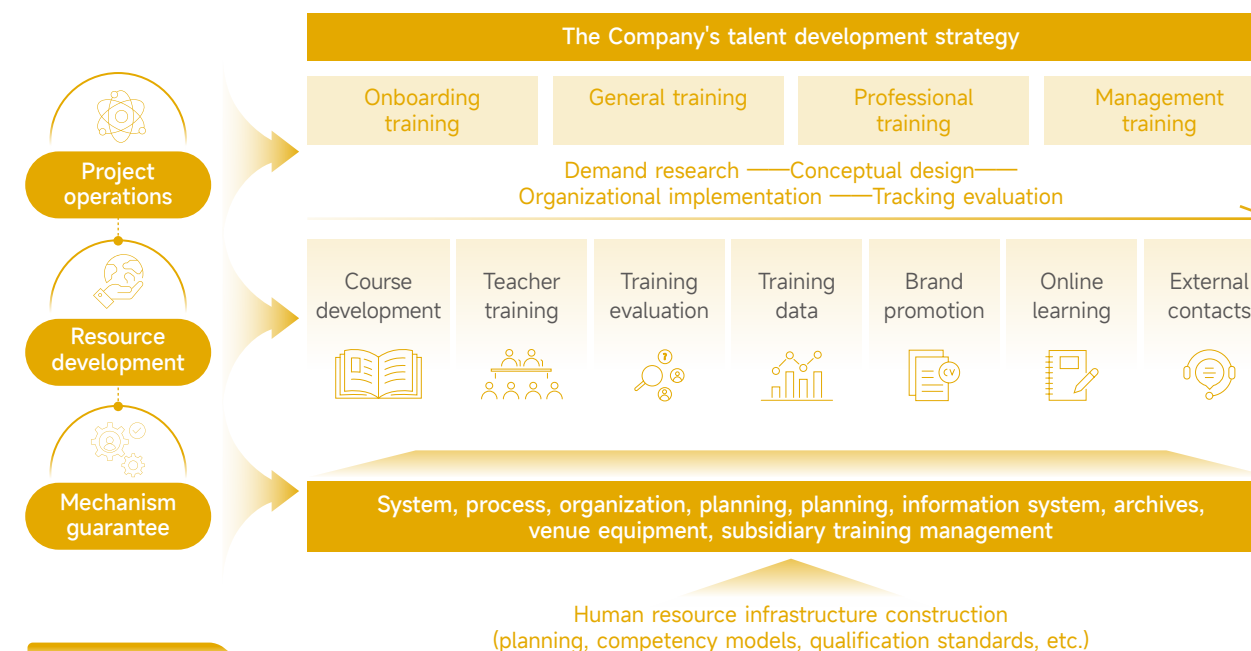 The Company's talent development strategy
Project
operations
Onboarding
training
General training
Professional
training
Management
training
Demand research ——Conceptual design——
Organizational implementation ——Tracking evaluation
Resource
development
Course
development
Teacher
training
Training
evaluation
Training
data
Brand
promotion
Online
learning
External
contacts
?
CV
Mechanism
guarantee
System, process, organization, planning, planning, information system, archives,
venue equipment, subsidiary training management
Human resource infrastructure construction
(planning, competency models, qualification standards, etc.)